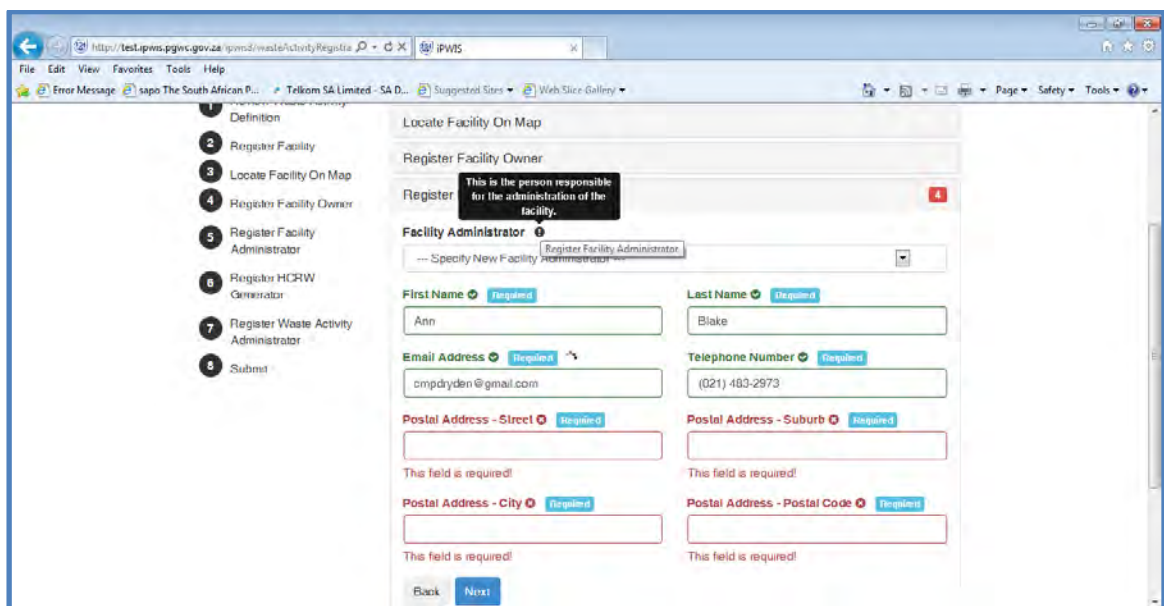 http://test.ipwis.pgwc.gov.za/ipwis3/wasteActivityRegistra
iPWIS
File Edit View Favorites Tools Help
Error Message sapo The South African P... Telkom SA Limited - SA D... Suggested Sites Web Slice Gallery Page Safety Tools
1 Review Waste Activity
Definition
2 Register Facility
3 Locate Facility On Map
4 Register Facility Owner
5 Register Facility
Administrator
6 Register HCRW
Generator
7 Register Waste Activity
Administrator
8 Submit
Locate Facility On Map
Register Facility Owner
Register 4
This is the person responsible
for the administration of the
facility.
Facility Administrator
Register Facility Administrator
--- Specify New Facility Administrator ---
First Name Required Last Name Required
Ann Blake
Email Address Required Telephone Number Required
cmpdryden@gmail.com (021) 483-2973
Postal Address - Street Required Postal Address - Suburb Required
This field is required! This field is required!
Postal Address - City Required Postal Address - Postal Code Required
This field is required! This field is required!
Back Next